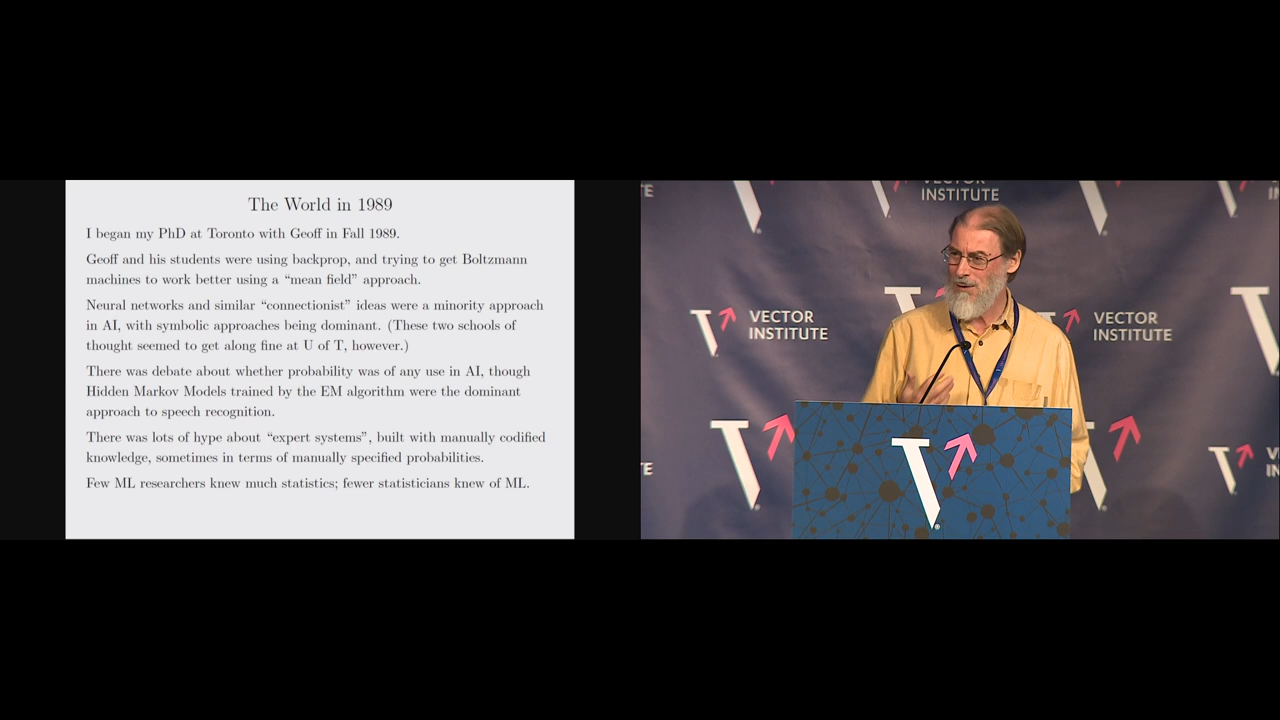 The World in 1989
I began my PhD at Toronto with Geoff in Fall 1989.
Geoff and his students were using backprop, and trying to get Boltzmann
machines to work better using a “mean field” approach.
Neural networks and similar “connectionist” ideas were a minority approach
in AI, with symbolic approaches being dominant. (These two schools of
thought seemed to get along fine at U of T, however.)
There was debate about whether probability was of any use in AI, though
Hidden Markov Models trained by the EM algorithm were the dominant
approach to speech recognition.
There was lots of hype about “expert systems”, built with manually codified
knowledge, sometimes in terms of manually specified probabilities.
Few ML researchers knew much statistics; fewer statisticians knew of ML.
VECTOR
INSTITUTE
VECTOR
INSTITUTE
VECTOR
INSTITUTE